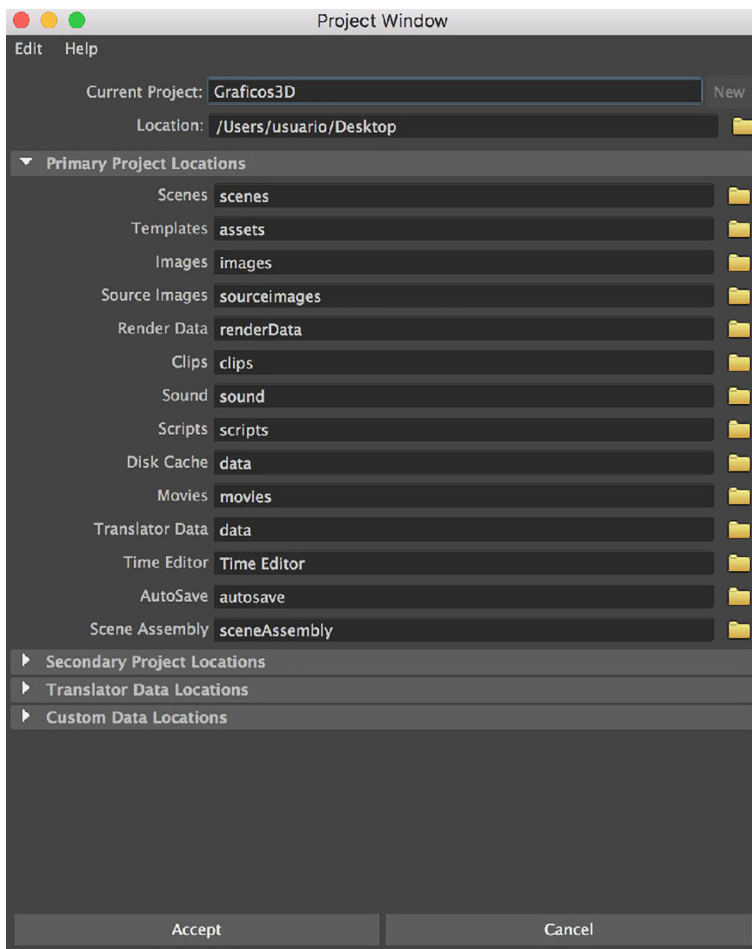 Project Window
Edit Help
Current Project: Graficos3D New
Location: /Users/usuario/Desktop
Primary Project Locations
Scenes scenes
Templates assets
Images images
Source Images sourceimages
Render Data renderData
Clips clips
Sound sound
Scripts scripts
Disk Cache data
Movies movies
Translator Data data
Time Editor Time Editor
AutoSave autosave
Scene Assembly sceneAssembly
Secondary Project Locations
Translator Data Locations
Custom Data Locations
Accept Cancel